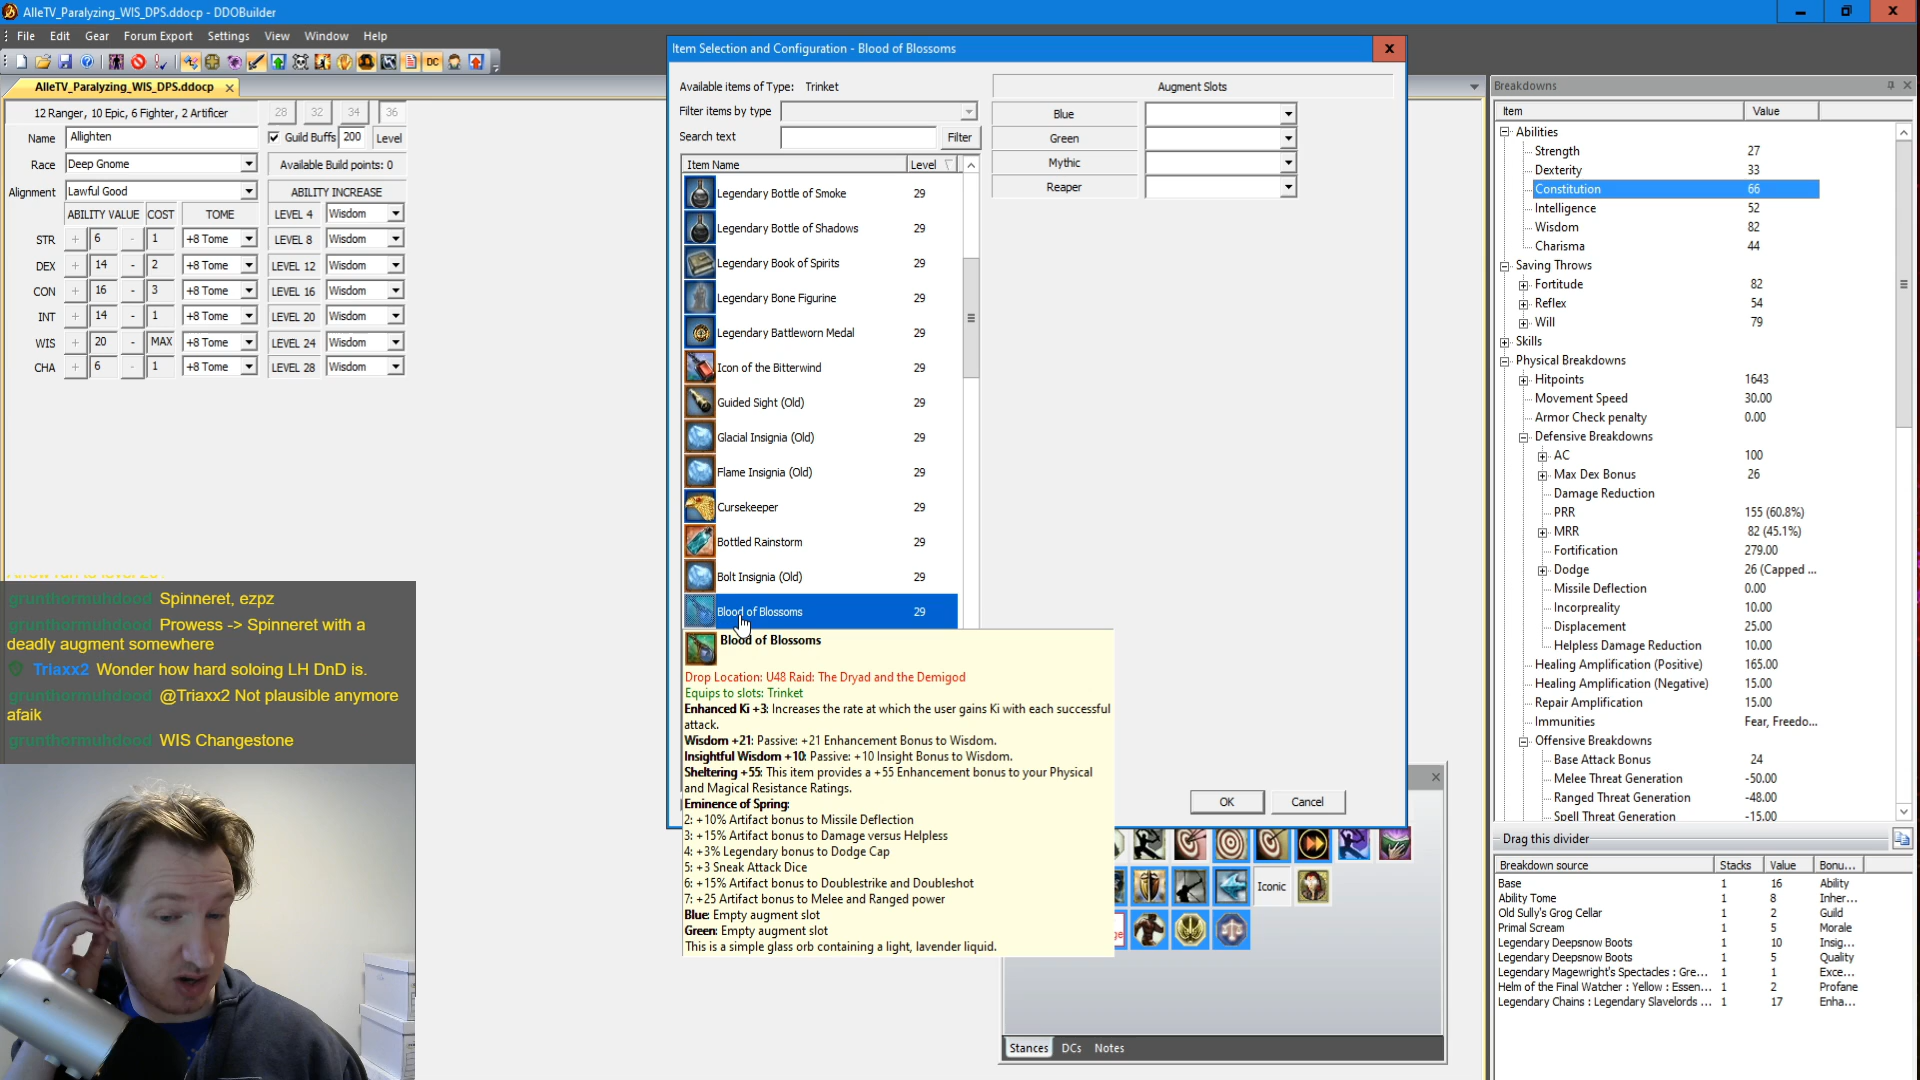 AlleTV_Paralyzing_WIS_DPS.ddocp - DDOBuilder
File Edit Gear Forum Export Settings View Window Help
AlleTV_Paralyzing_WIS_DPS.ddocp
12 Ranger, 10 Epic, 6 Fighter, 2 Artificer 28 32 34 36
Name Allighten Guild Buffs 200 Level
Race Deep Gnome Available Build points: 0
Alignment Lawful Good ABILITY INCREASE
ABILITY VALUE COST TOME LEVEL 4 Wisdom
STR + 6 - 1 +8 Tome LEVEL 8 Wisdom
DEX + 14 - 2 +8 Tome LEVEL 12 Wisdom
CON + 16 - 3 +8 Tome LEVEL 16 Wisdom
INT + 14 - 1 +8 Tome LEVEL 20 Wisdom
WIS + 20 - MAX +8 Tome LEVEL 24 Wisdom
CHA + 6 - 1 +8 Tome LEVEL 28 Wisdom
grunthormuhdood Spinneret, ezpz
grunthormuhdood Prowess -> Spinneret with a
deadly augment somewhere
Triaxx2 Wonder how hard soloing LH DnD is.
grunthormuhdood @Triaxx2 Not plausible anymore
afaik
grunthormuhdood WIS Changestone
Item Selection and Configuration - Blood of Blossoms
Available items of Type: Trinket
Filter items by type
Search text Filter
Item Name Level
Legendary Bottle of Smoke 29
Legendary Bottle of Shadows 29
Legendary Book of Spirits 29
Legendary Bone Figurine 29
Legendary Battleworn Medal 29
Icon of the Bitterwind 29
Guided Sight (Old) 29
Glacial Insignia (Old) 29
Flame Insignia (Old) 29
Cursekeeper 29
Bottled Rainstorm 29
Bolt Insignia (Old) 29
Blood of Blossoms 29
Augment Slots
Blue
Green
Mythic
Reaper
Blood of Blossoms
Drop Location: U48 Raid: The Dryad and the Demigod
Equips to slots: Trinket
Enhanced Ki +3: Increases the rate at which the user gains Ki with each successful
attack.
Wisdom +21: Passive: +21 Enhancement Bonus to Wisdom.
Insightful Wisdom +10: Passive: +10 Insight Bonus to Wisdom.
Sheltering +55: This item provides a +55 Enhancement bonus to your Physical
and Magical Resistance Ratings.
Eminence of Spring:
2: +10% Artifact bonus to Missile Deflection
3: +15% Artifact bonus to Damage versus Helpless
4: +3% Legendary bonus to Dodge Cap
5: +3 Sneak Attack Dice
6: +15% Artifact bonus to Doublestrike and Doubleshot
7: +25 Artifact bonus to Melee and Ranged power
Blue: Empty augment slot
Green: Empty augment slot
This is a simple glass orb containing a light, lavender liquid.
OK Cancel
Iconic
Stances DCs Notes
Breakdowns
Item Value
Abilities
Strength 27
Dexterity 33
Constitution 66
Intelligence 52
Wisdom 82
Charisma 44
Saving Throws
Fortitude 82
Reflex 54
Will 79
Skills
Physical Breakdowns
Hitpoints 1643
Movement Speed 30.00
Armor Check penalty 0.00
Defensive Breakdowns
AC 100
Max Dex Bonus 26
Damage Reduction
PRR 155 (60.8%)
MRR 82 (45.1%)
Fortification 279.00
Dodge 26 (Capped ...
Missile Deflection 0.00
Incorpreality 10.00
Displacement 25.00
Helpless Damage Reduction 10.00
Healing Amplification (Positive) 165.00
Healing Amplification (Negative) 15.00
Repair Amplification 15.00
Immunities Fear, Freedo...
Offensive Breakdowns
Base Attack Bonus 24
Melee Threat Generation -50.00
Ranged Threat Generation -48.00
Spell Threat Generation -15.00
Drag this divider
Breakdown source Stacks Value Bonu...
Base 1 16 Ability
Ability Tome 1 8 Inher...
Old Sully's Grog Cellar 1 2 Guild
Primal Scream 1 5 Morale
Legendary Deepsnow Boots 1 10 Insig...
Legendary Deepsnow Boots 1 5 Quality
Legendary Magewright's Spectacles : Gre... 1 1 Exce...
Helm of the Final Watcher : Yellow : Essen... 1 2 Profane
Legendary Chains : Legendary Slavelords ... 1 17 Enha...